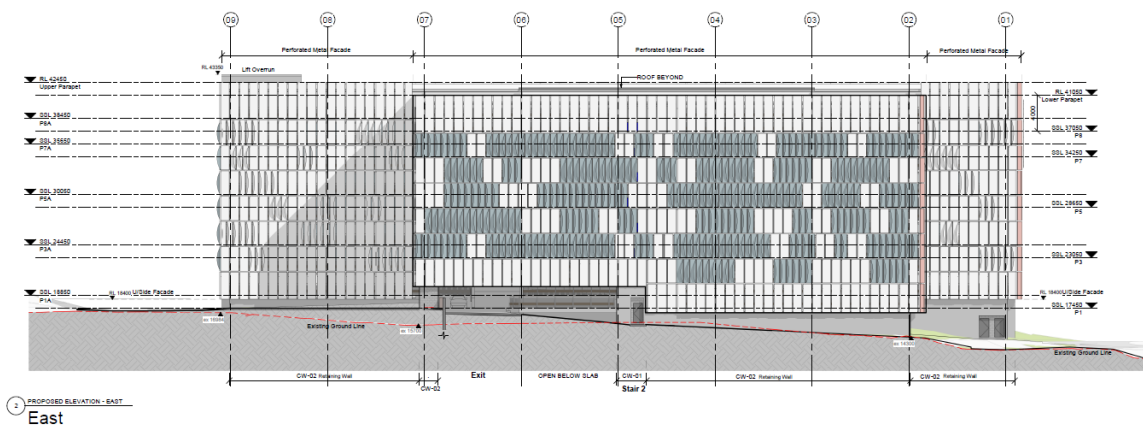 09 08 07 06 05 04 03 02 01
Perforated Metal Facade Perforated Metal Facade Perforated Metal Facade
RL 43350 Lift Overrun
ROOF BEYOND
RL 42450
Upper Parapet
SSL 38450
P8A
SSL 35650
P7A
SSL 30050
P5A
SSL 24450
P3A
SSL 18850
P1A
RL 18400 U/Side Facade
RL 41050
Lower Parapet
4000
SSL 37050
P8
SSL 34250
P7
SSL 28650
P5
SSL 23050
P3
RL 18400 U/Side Facade
SSL 17450
P1
Existing Ground Line
Existing Ground Line
CW-02 Retaining Wall
CW-02
Exit
OPEN BELOW SLAB
CW-01
Stair 2
CW-02 Retaining Wall
CW-02 Retaining Wall
2 PROPOSED ELEVATION - EAST
East